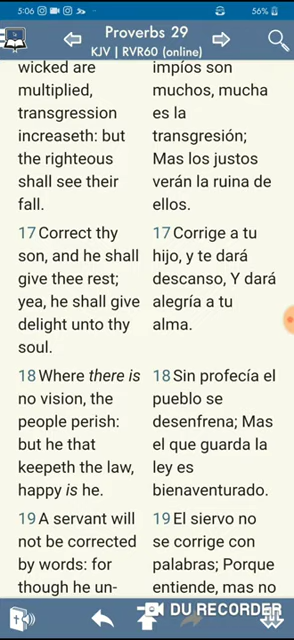 5:06
56%
Proverbs 29
KJV | RVR60 (online)
wicked are
multiplied,
transgression
increaseth: but
the righteous
shall see their
fall.
17 Correct thy
son, and he shall
give thee rest;
yea, he shall give
delight unto thy
soul.
18 Where there is
no vision, the
people perish:
but he that
keepeth the law,
happy is he.
19 A servant will
not be corrected
by words: for
though he un-
impíos son
muchos, mucha
es la
transgresión;
Mas los justos
verán la ruina de
ellos.
17 Corrige a tu
hijo, y te dará
descanso, Y dará
alegría a tu
alma.
18 Sin profecía el
pueblo se
desenfrena; Mas
el que guarda la
ley es
bienaventurado.
19 El siervo no
se corrige con
palabras; Porque
entiende, mas no
DU RECORDER